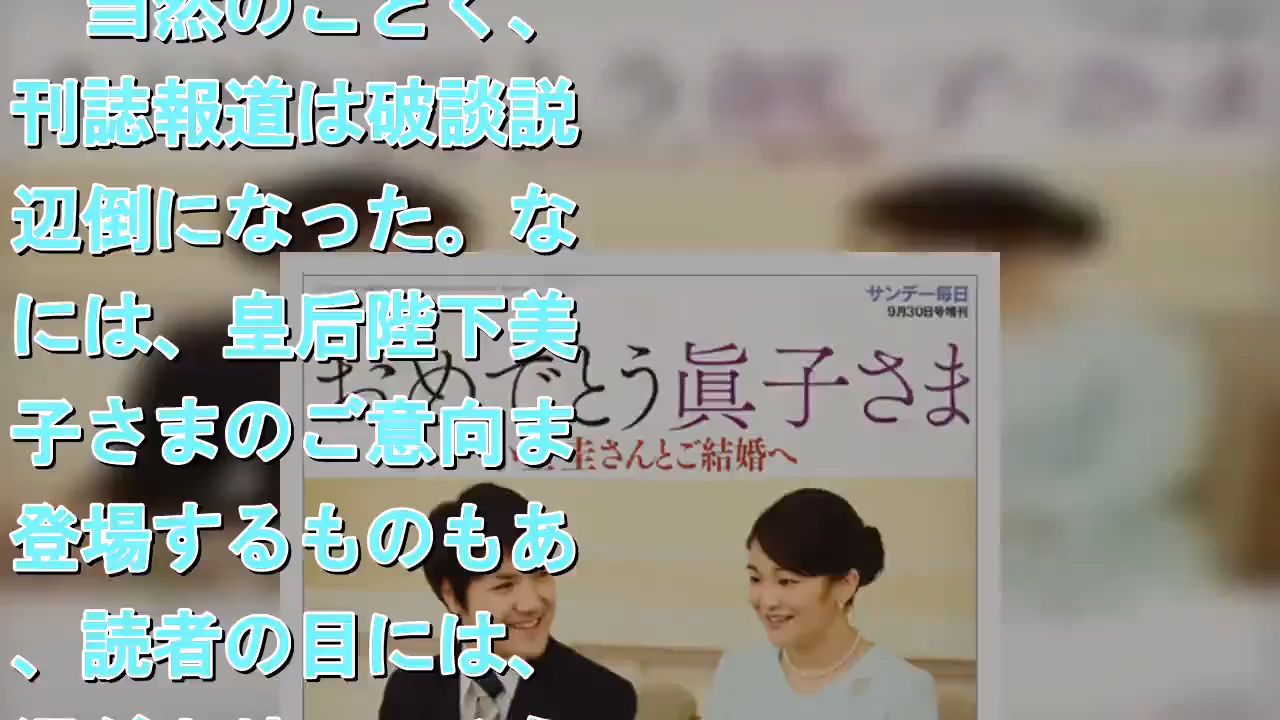 当然のごとく、
刊誌報道は破談説
辺倒になった。な
には、皇后陛下美
子さまのご意向ま
登場するものもあ
、読者の目には、
サンデー毎日
9月30日号増刊
おめでとう眞子さま
圭さんとご結婚へ